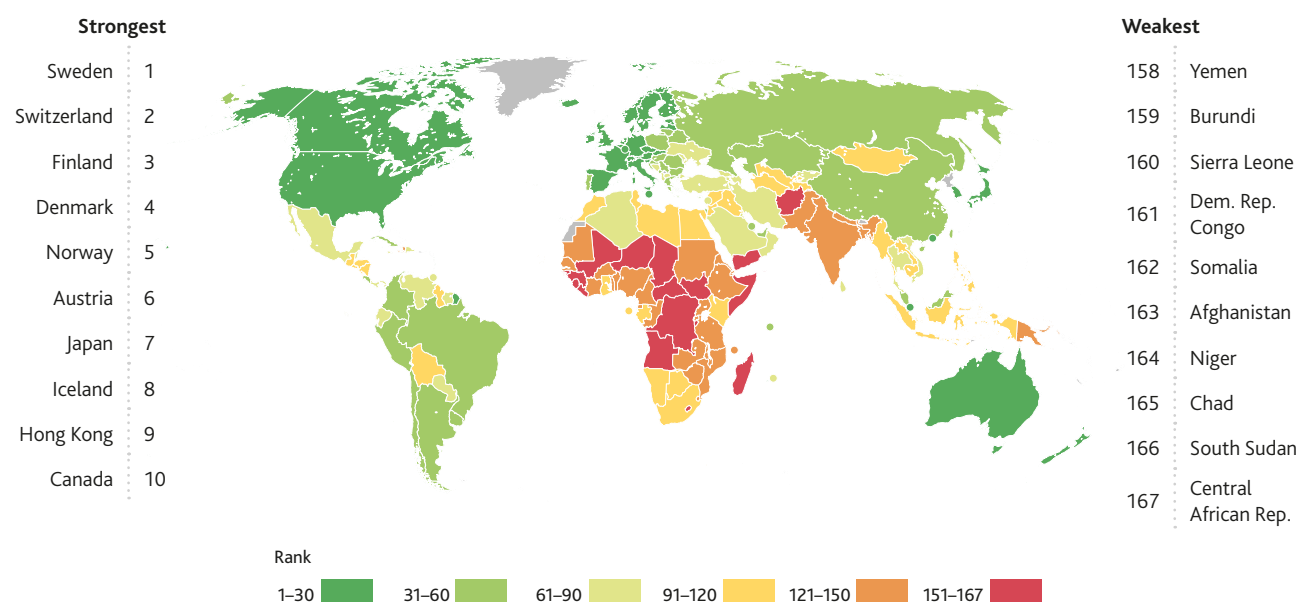 Strongest
Sweden 1
Switzerland 2
Finland 3
Denmark 4
Norway 5
Austria 6
Japan 7
Iceland 8
Hong Kong 9
Canada 10
Weakest
158 Yemen
159 Burundi
160 Sierra Leone
161 Dem. Rep.
Congo
162 Somalia
163 Afghanistan
164 Niger
165 Chad
166 South Sudan
167 Central
African Rep.
Rank
1–30 31–60 61–90 91–120 121–150 151–167